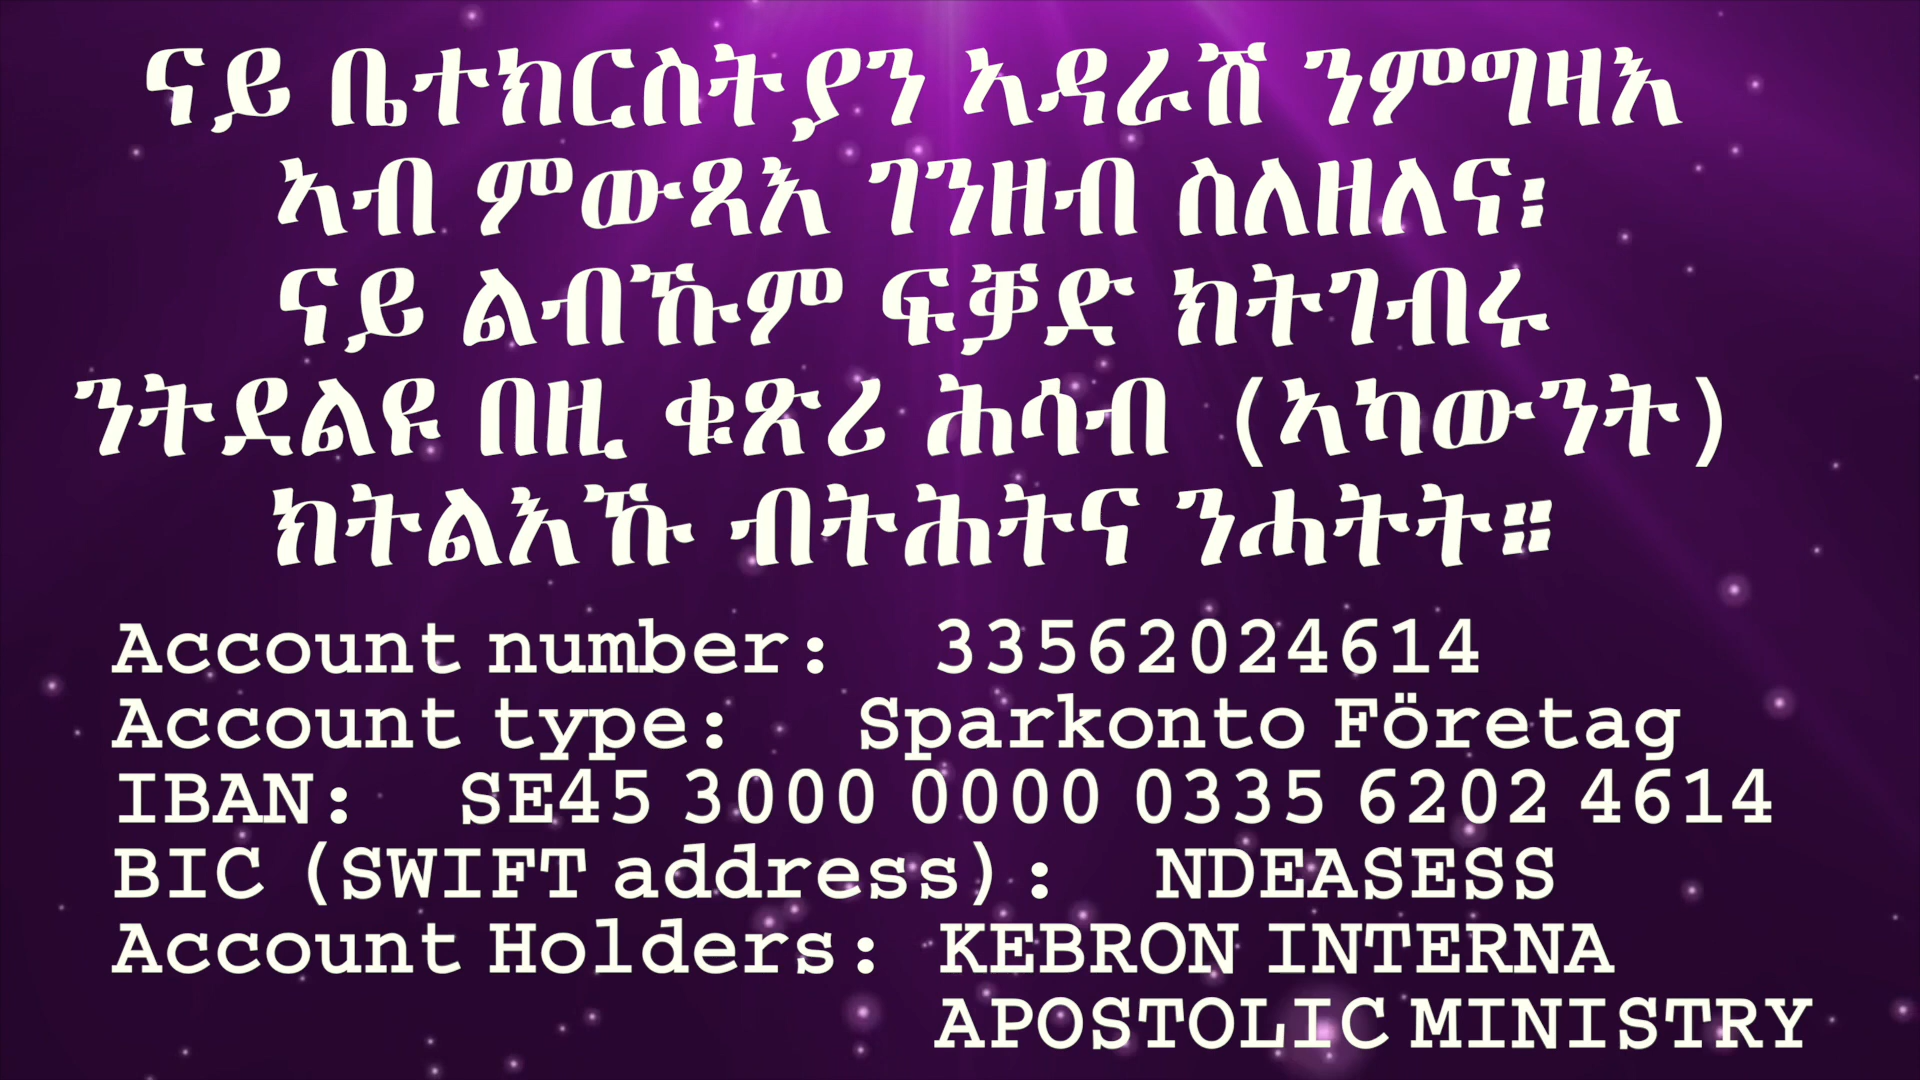 ናይ ቤተክርስትያን ኣዳራሽ ንምግዛእ
ኣብ ምውጻእ ገንዘብ ስለዘለና፥
ናይ ልብኹም ፍቓድ ክትገብሩ
ንትደልዩ በዚ ቁጽሪ ሕሳብ (ኣካውንት)
ክትልእኹ ብትሕትና ንሓትት።
Account number: 33562024614
Account type: Sparkonto Företag
IBAN: SE45 3000 0000 0335 6202 4614
BIC (SWIFT address): NDEASESS
Account Holders: KEBRON INTERNA
APOSTOLIC MINISTRY